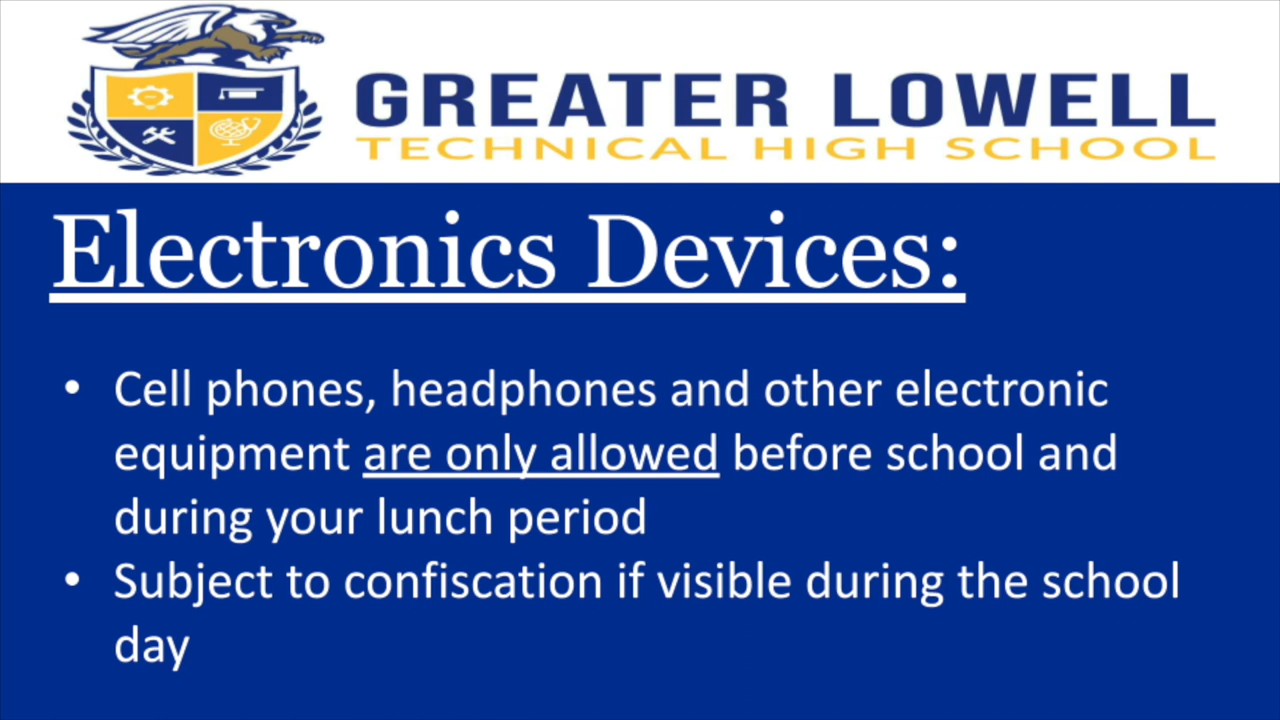 GREATER LOWELL
TECHNICAL HIGH SCHOOL
Electronics Devices:
• Cell phones, headphones and other electronic
equipment are only allowed before school and
during your lunch period
• Subject to confiscation if visible during the school
day